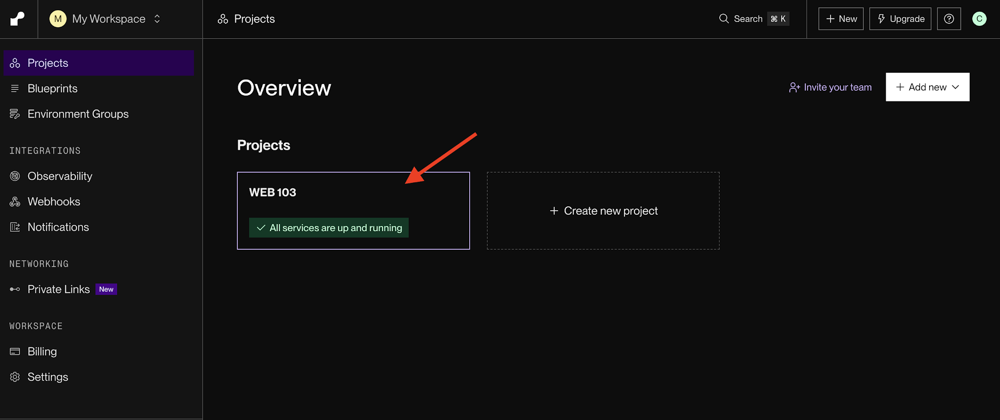 M My Workspace
Projects
Search ⌘ K
+ New
Upgrade
C
Projects
Blueprints
Environment Groups
INTEGRATIONS
Observability
Webhooks
Notifications
NETWORKING
Private Links New
WORKSPACE
Billing
Settings
Overview
Invite your team
+ Add new
Projects
WEB 103
All services are up and running
+ Create new project